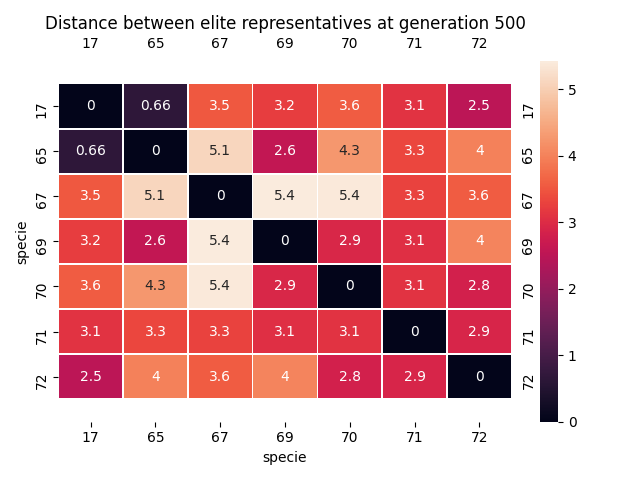 Distance between elite representatives at generation 500
17 65 67 69 70 71 72
17 0 0.66 3.5 3.2 3.6 3.1 2.5 17
65 0.66 0 5.1 2.6 4.3 3.3 4 65
67 3.5 5.1 0 5.4 5.4 3.3 3.6 67
69 3.2 2.6 5.4 0 2.9 3.1 4 69
70 3.6 4.3 5.4 2.9 0 3.1 2.8 70
71 3.1 3.3 3.3 3.1 3.1 0 2.9 71
72 2.5 4 3.6 4 2.8 2.9 0 72
17 65 67 69 70 71 72
specie
specie
5
4
3
2
1
0